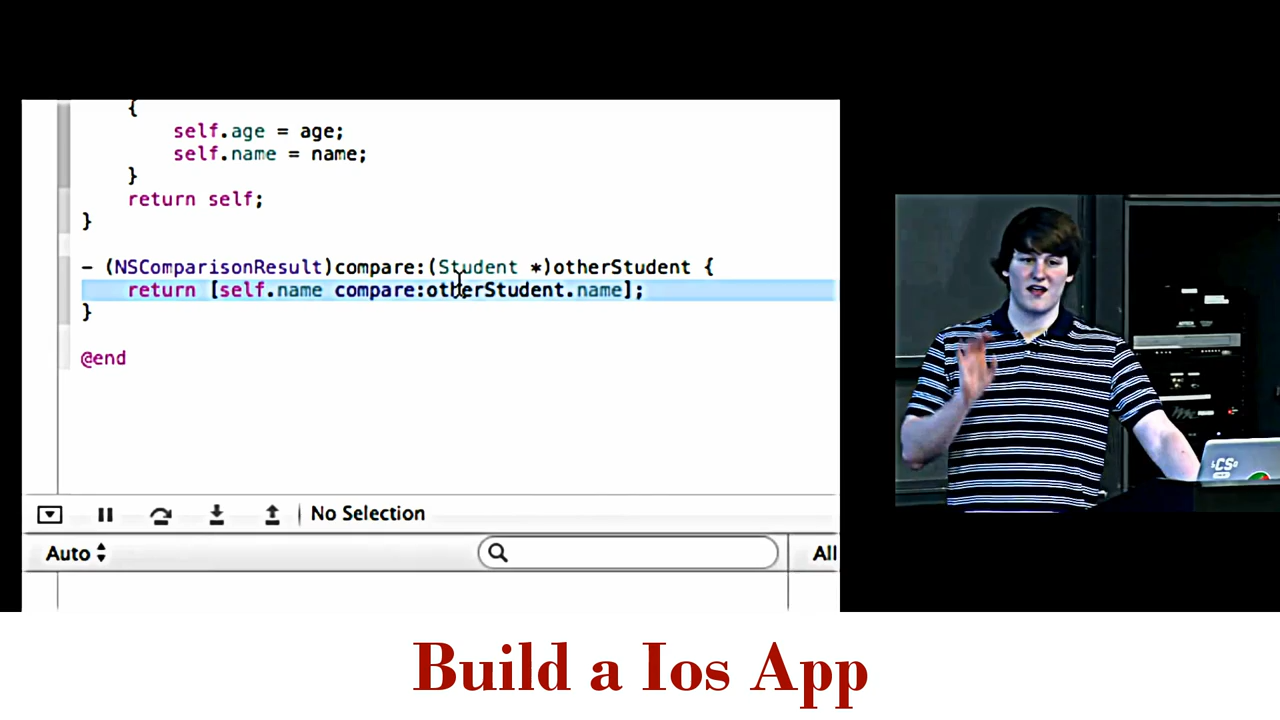 {
self.age = age;
self.name = name;
}
return self;
}
- (NSComparisonResult)compare:(Student *)otherStudent {
return [self.name compare:otherStudent.name];
}
@end
No Selection
Auto
All
CS
Build a Ios App